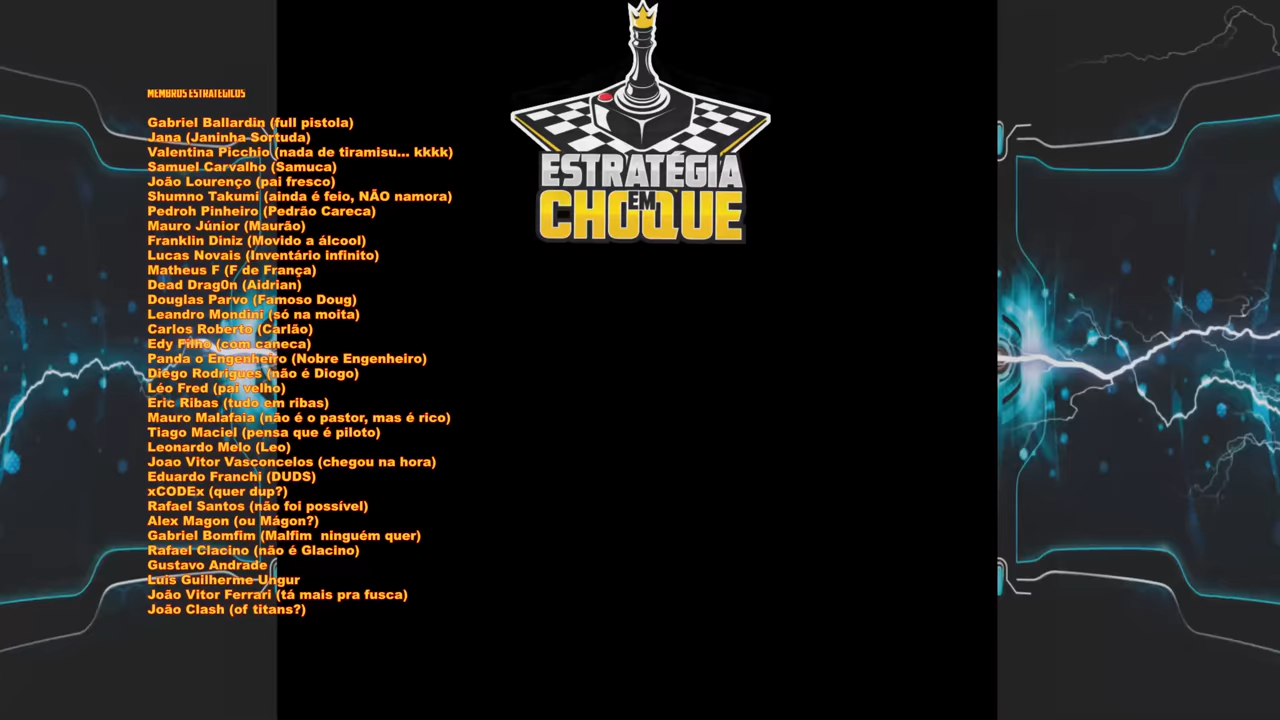 MEMBROS ESTRATÉGICOS
Gabriel Ballardin (full pistola)
Jana (Janinha Sortuda)
Valentina Picchio (nada de tiramisu... kkkk)
Samuel Carvalho (Samuca)
João Lourenço (pai fresco)
Shumno Takumi (ainda é feio, NÃO namora)
Pedroh Pinheiro (Pedrão Careca)
Mauro Júnior (Maurão)
Franklin Diniz (Movido a álcool)
Lucas Novais (Inventário infinito)
Matheus F (F de França)
Dead Drag0n (Aidrian)
Douglas Parvo (Famoso Doug)
Leandro Mondini (só na moita)
Carlos Roberto (Carlão)
Edy Filho (com caneca)
Panda o Engenheiro (Nobre Engenheiro)
Diego Rodrigues (não é Diogo)
Léo Fred (pai velho)
Eric Ribas (tudo em ribas)
Mauro Malafaia (não é o pastor, mas é rico)
Tiago Maciel (pensa que é piloto)
Leonardo Melo (Leo)
Joao Vitor Vasconcelos (chegou na hora)
Eduardo Franchi (DUDS)
xCODEx (quer dup?)
Rafael Santos (não foi possível)
Alex Magon (ou Mágon?)
Gabriel Bomfim (Malfim  ninguém quer)
Rafael Clacino (não é Glacino)
Gustavo Andrade
Luis Guilherme Ungur
João Vitor Ferrari (tá mais pra fusca)
João Clash (of titans?)
ESTRATÉGIA
EM
CHOQUE